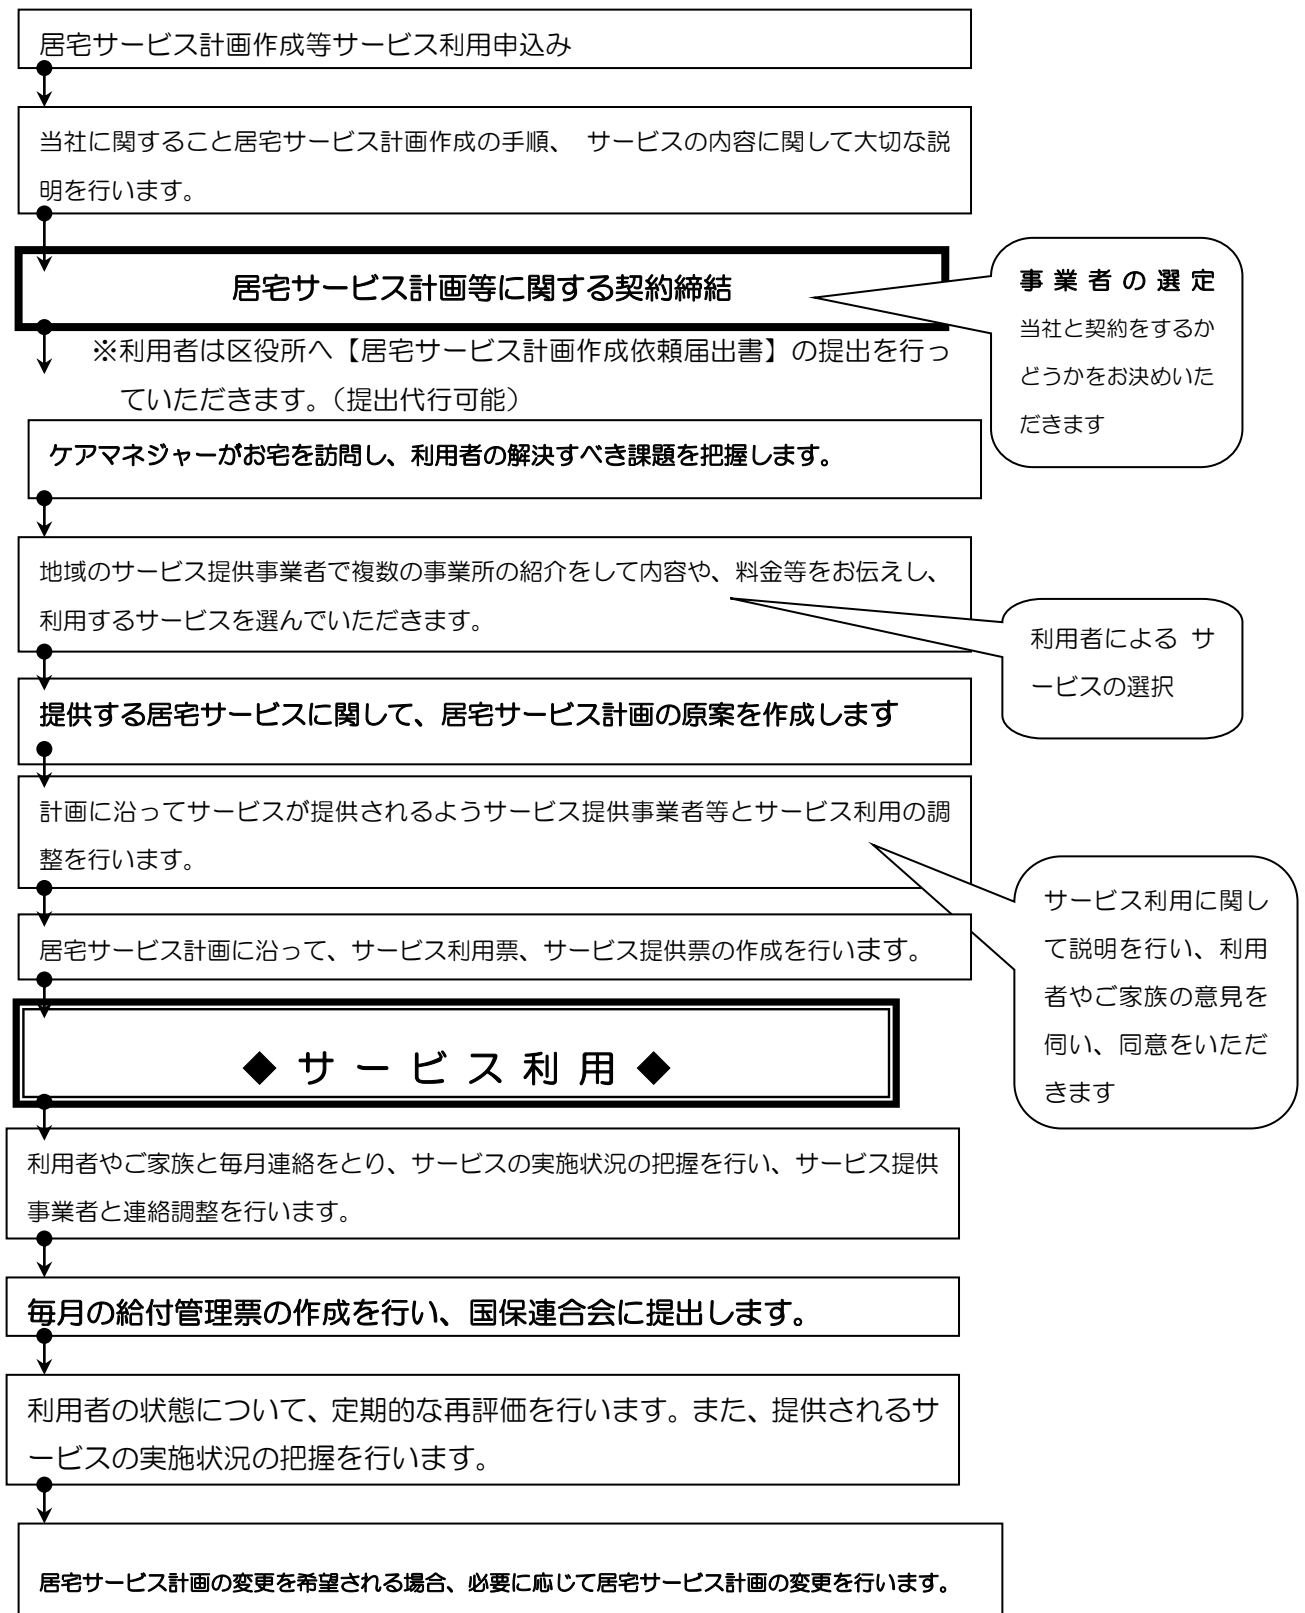 居宅サービス計画作成等サービス利用申込み
当社に関すること居宅サービス計画作成の手順、 サービスの内容に関して大切な説
明を行います。
居宅サービス計画等に関する契約締結
事業者の選定
当社と契約をするか
どうかをお決めいた
だきます
※利用者は区役所へ【居宅サービス計画作成依頼届出書】の提出を行っ
ていただきます。（提出代行可能）
ケアマネジャーがお宅を訪問し、利用者の解決すべき課題を把握します。
地域のサービス提供事業者で複数の事業所の紹介をして内容や、料金等をお伝えし、
利用するサービスを選んでいただきます。
利用者による サ
ービスの選択
提供する居宅サービスに関して、居宅サービス計画の原案を作成します
計画に沿ってサービスが提供されるようサービス提供事業者等とサービス利用の調
整を行います。
サービス利用に関し
て説明を行い、利用
者やご家族の意見を
伺い、同意をいただ
きます
居宅サービス計画に沿って、サービス利用票、サービス提供票の作成を行います。
◆サービス利用◆
利用者やご家族と毎月連絡をとり、サービスの実施状況の把握を行い、サービス提供
事業者と連絡調整を行います。
毎月の給付管理票の作成を行い、国保連合会に提出します。
利用者の状態について、定期的な再評価を行います。また、提供されるサ
ービスの実施状況の把握を行います。
居宅サービス計画の変更を希望される場合、必要に応じて居宅サービス計画の変更を行います。